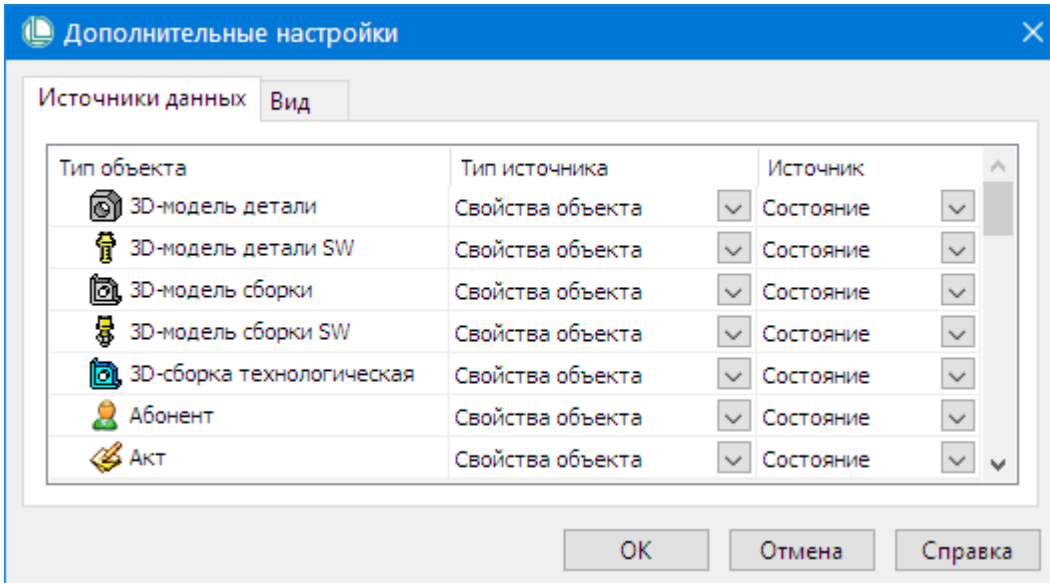 Дополнительные настройки
Источники данных Вид
Тип объекта Тип источника Источник
3D-модель детали Свойства объекта Состояние
3D-модель детали SW Свойства объекта Состояние
3D-модель сборки Свойства объекта Состояние
3D-модель сборки SW Свойства объекта Состояние
3D-сборка технологическая Свойства объекта Состояние
Абонент Свойства объекта Состояние
Акт Свойства объекта Состояние
ОК Отмена Справка